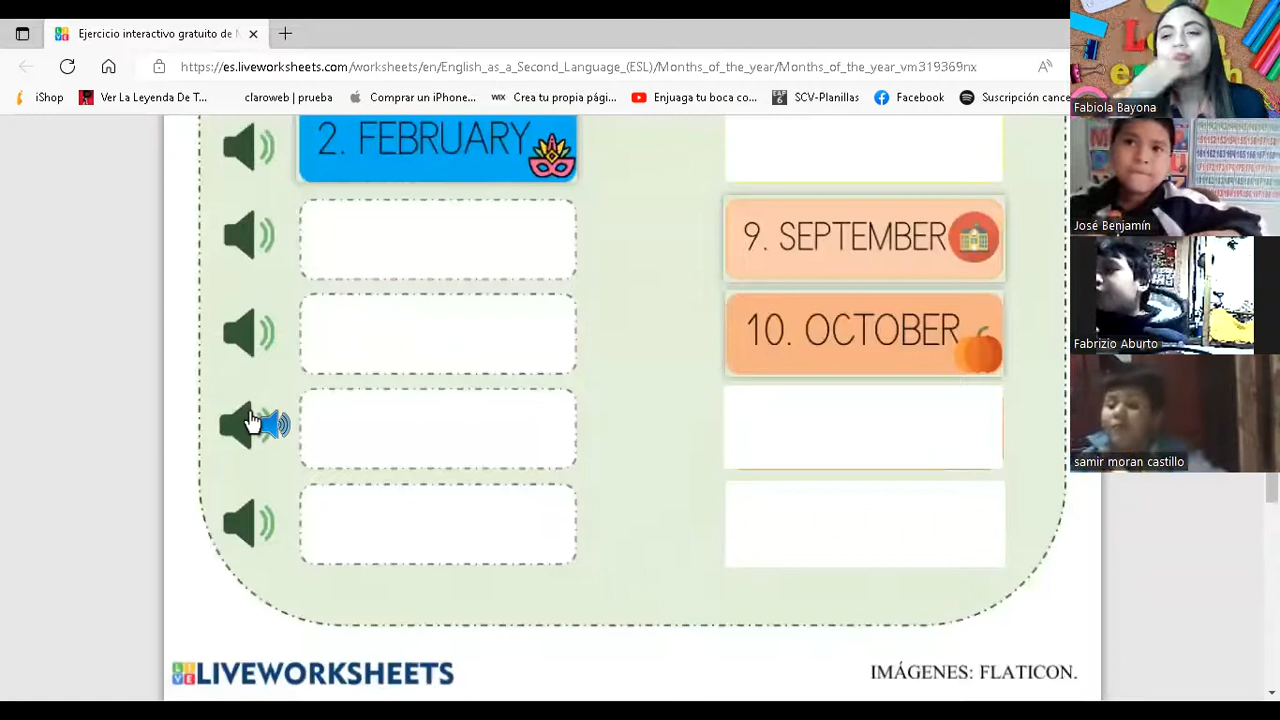 Ejercicio interactivo gratuito de
https://es.liveworksheets.com/worksheets/en/English_as_a_Second_Language_(ESL)/Months_of_the_year/Months_of_the_year_vm319369nx
iShop
Ver La Leyenda De T...
claroweb | prueba
Comprar un iPhone...
WIX
Crea tu propia pági...
Enjuaga tu boca co...
SCV-Planillas
Facebook
Suscripción cance
2. FEBRUARY
9. SEPTEMBER
10. OCTOBER
LIVE
LIVEWORKSHEETS
IMÁGENES: FLATICON.
Fabiola Bayona
José Benjamín
Fabrizio Aburto
samir moran castillo